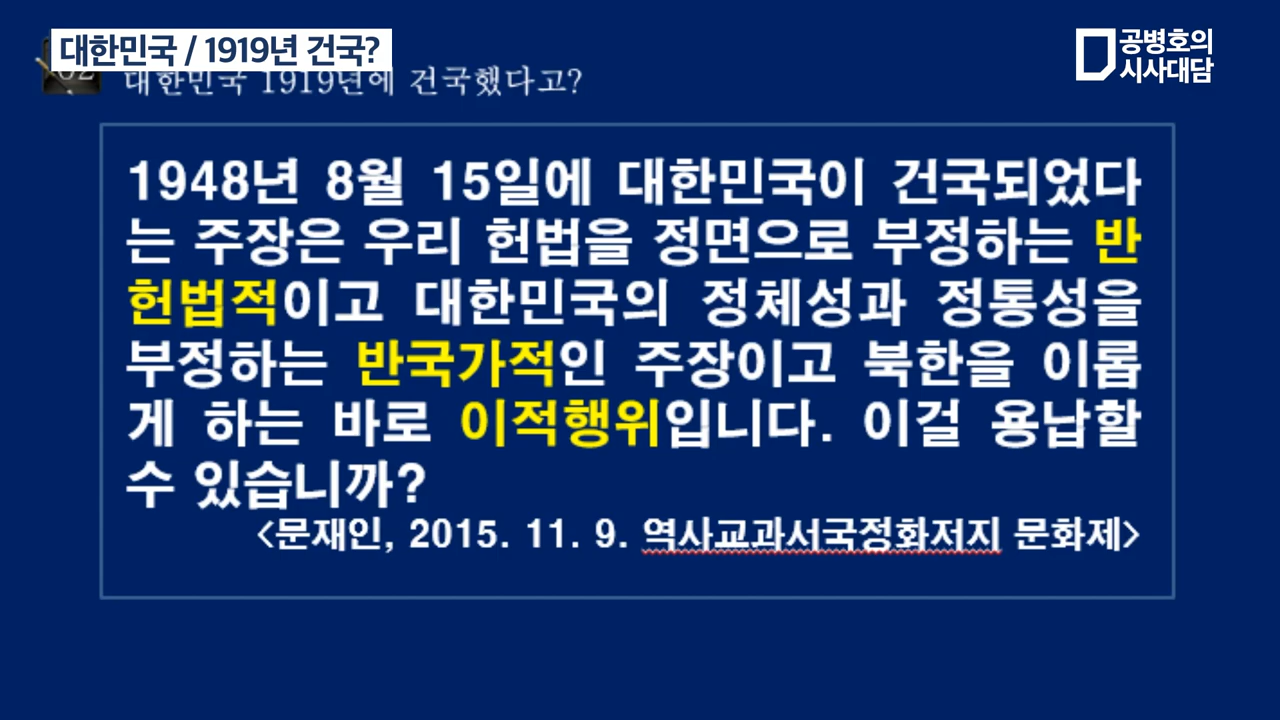 대한민국 / 1919년 건국?
공병호의
시사대담
02
대한민국 1919년에 건국했다고?
1948년 8월 15일에 대한민국이 건국되었다
는 주장은 우리 헌법을 정면으로 부정하는 반
헌법적이고 대한민국의 정체성과 정통성을
부정하는 반국가적인 주장이고 북한을 이롭
게 하는 바로 이적행위입니다. 이걸 용납할
수 있습니까?
<문재인, 2015. 11. 9. 역사교과서국정화저지 문화제>